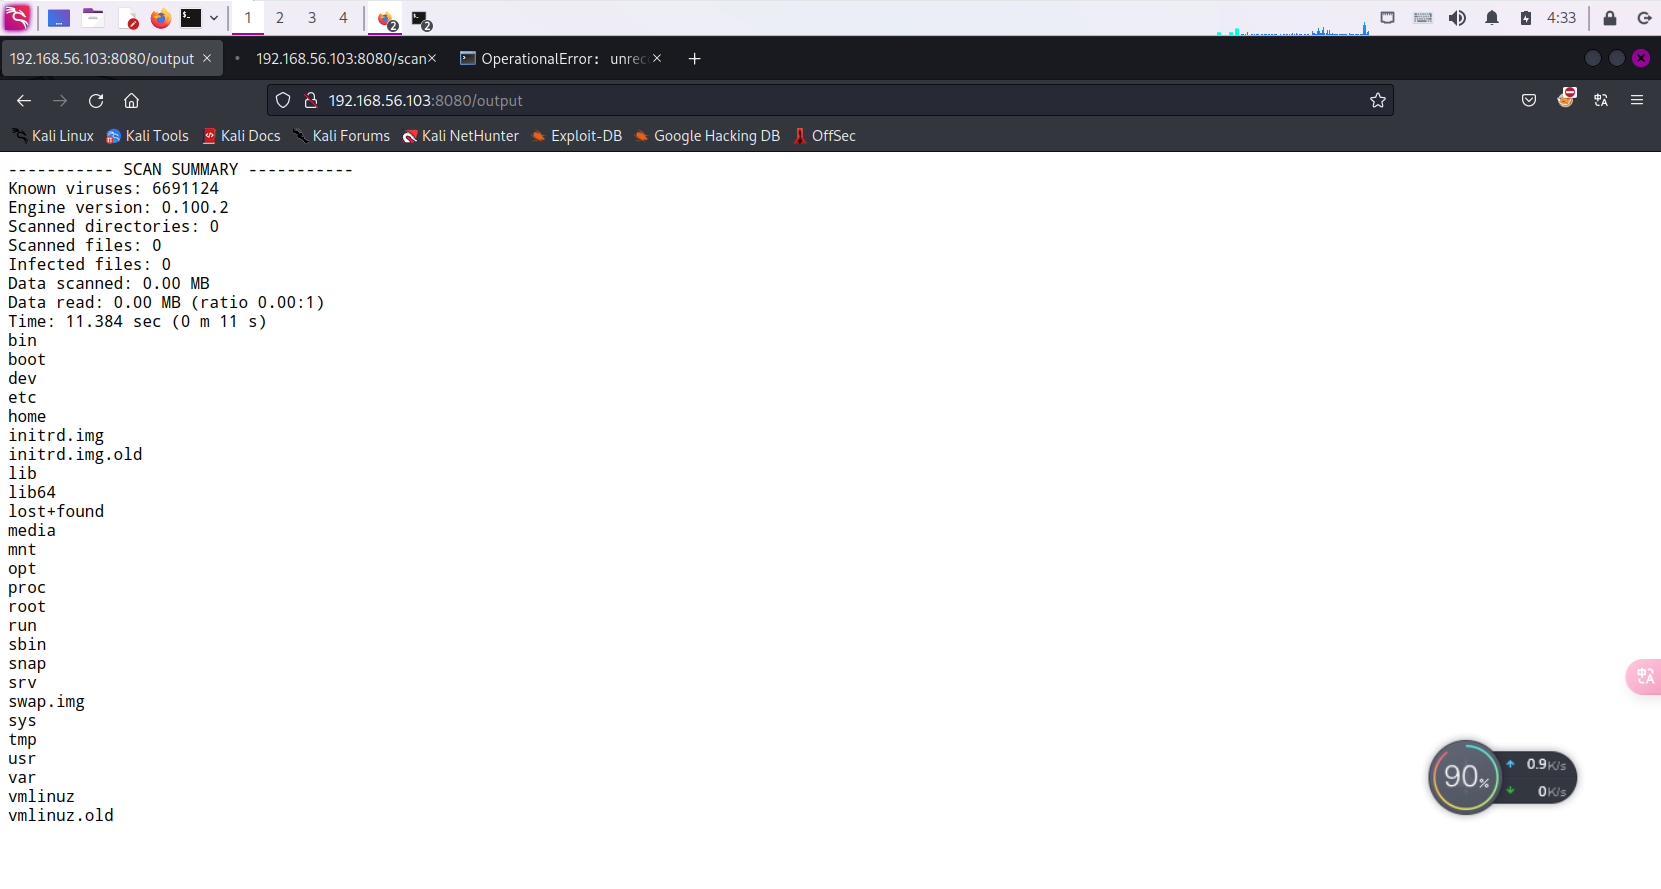 1 2 3 4 2 2 4:33
192.168.56.103:8080/output 192.168.56.103:8080/scan OperationalError: unrec
192.168.56.103:8080/output
Kali Linux Kali Tools Kali Docs Kali Forums Kali NetHunter Exploit-DB Google Hacking DB OffSec
----------- SCAN SUMMARY -----------
Known viruses: 6691124
Engine version: 0.100.2
Scanned directories: 0
Scanned files: 0
Infected files: 0
Data scanned: 0.00 MB
Data read: 0.00 MB (ratio 0.00:1)
Time: 11.384 sec (0 m 11 s)
bin
boot
dev
etc
home
initrd.img
initrd.img.old
lib
lib64
lost+found
media
mnt
opt
proc
root
run
sbin
snap
srv
swap.img
sys
tmp
usr
var
vmlinuz
vmlinuz.old
中A
90%
0.9K/s
0K/s